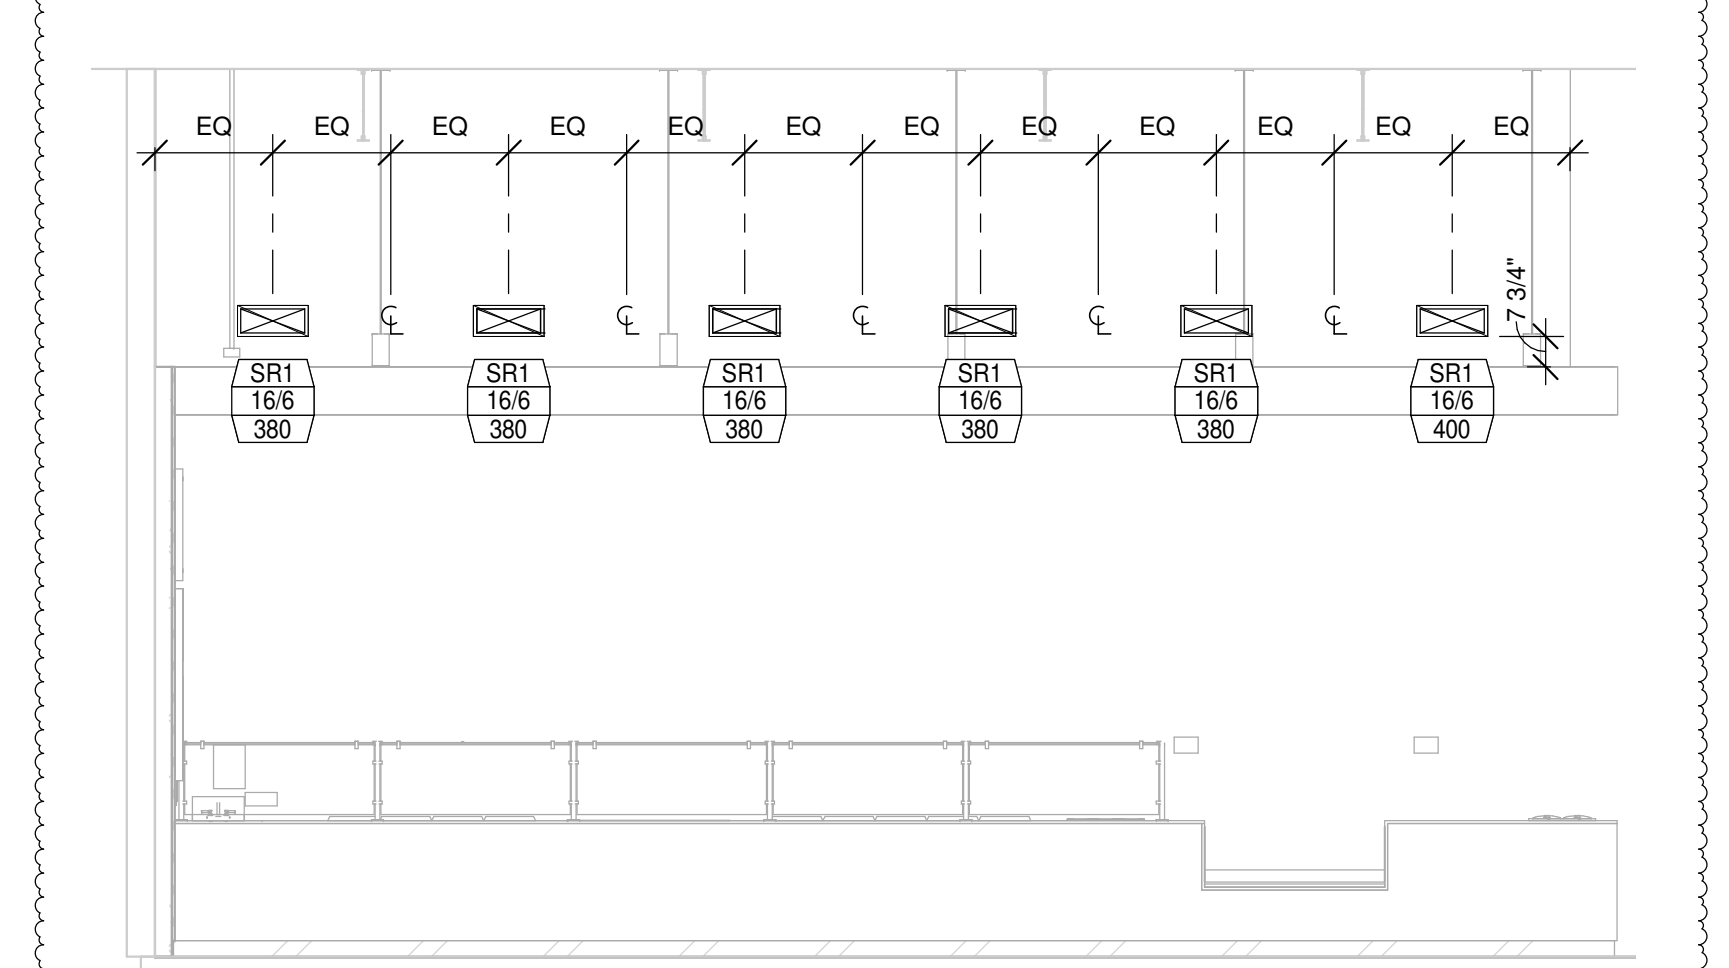 EQ EQ EQ EQ EQ EQ EQ EQ EQ EQ EQ EQ
7 3/4"
℄ ℄ ℄ ℄ ℄
SR1 SR1 SR1 SR1 SR1 SR1
16/6 16/6 16/6 16/6 16/6 16/6
380 380 380 380 380 400